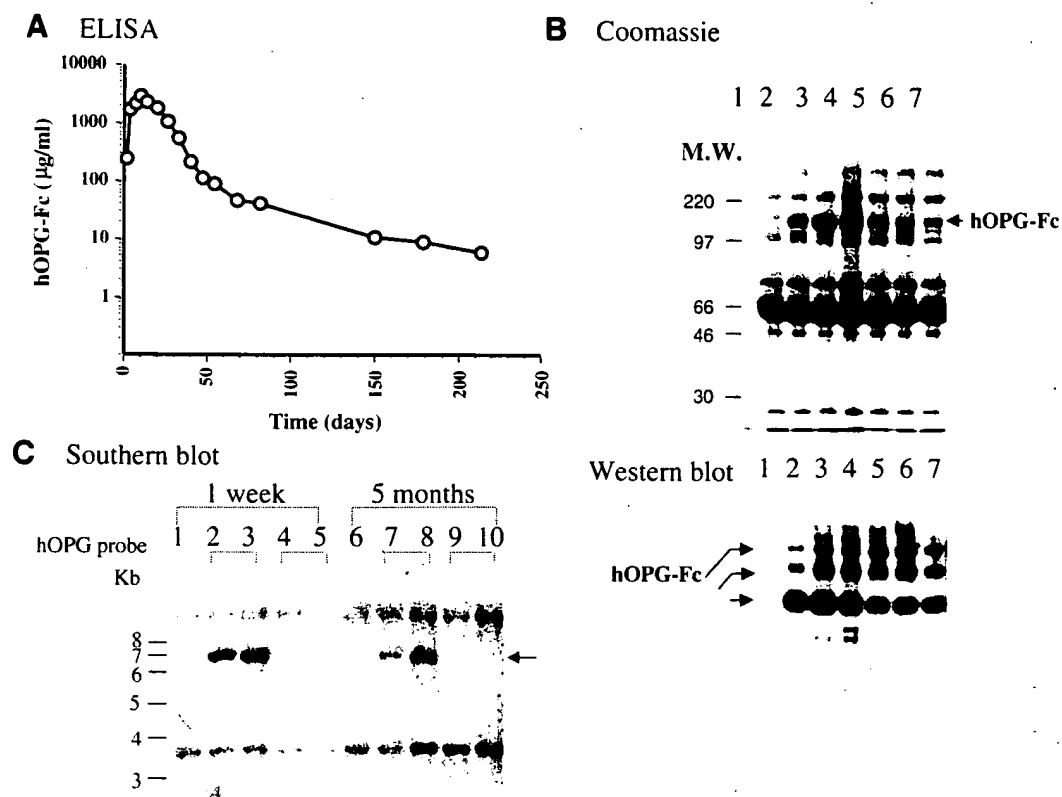 A ELISA
10000
1000
100
10
1
hOPG-Fc (µg/ml)
0 50 100 150 200 250
Time (days)
B Coomassie
1 2 3 4 5 6 7
M.W.
220
97
66
46
30
hOPG-Fc
Western blot 1 2 3 4 5 6 7
hOPG-Fc
C Southern blot
1 week 5 months
hOPG probe 1 2 3 4 5 6 7 8 9 10
Kb
8
7
6
5
4
3